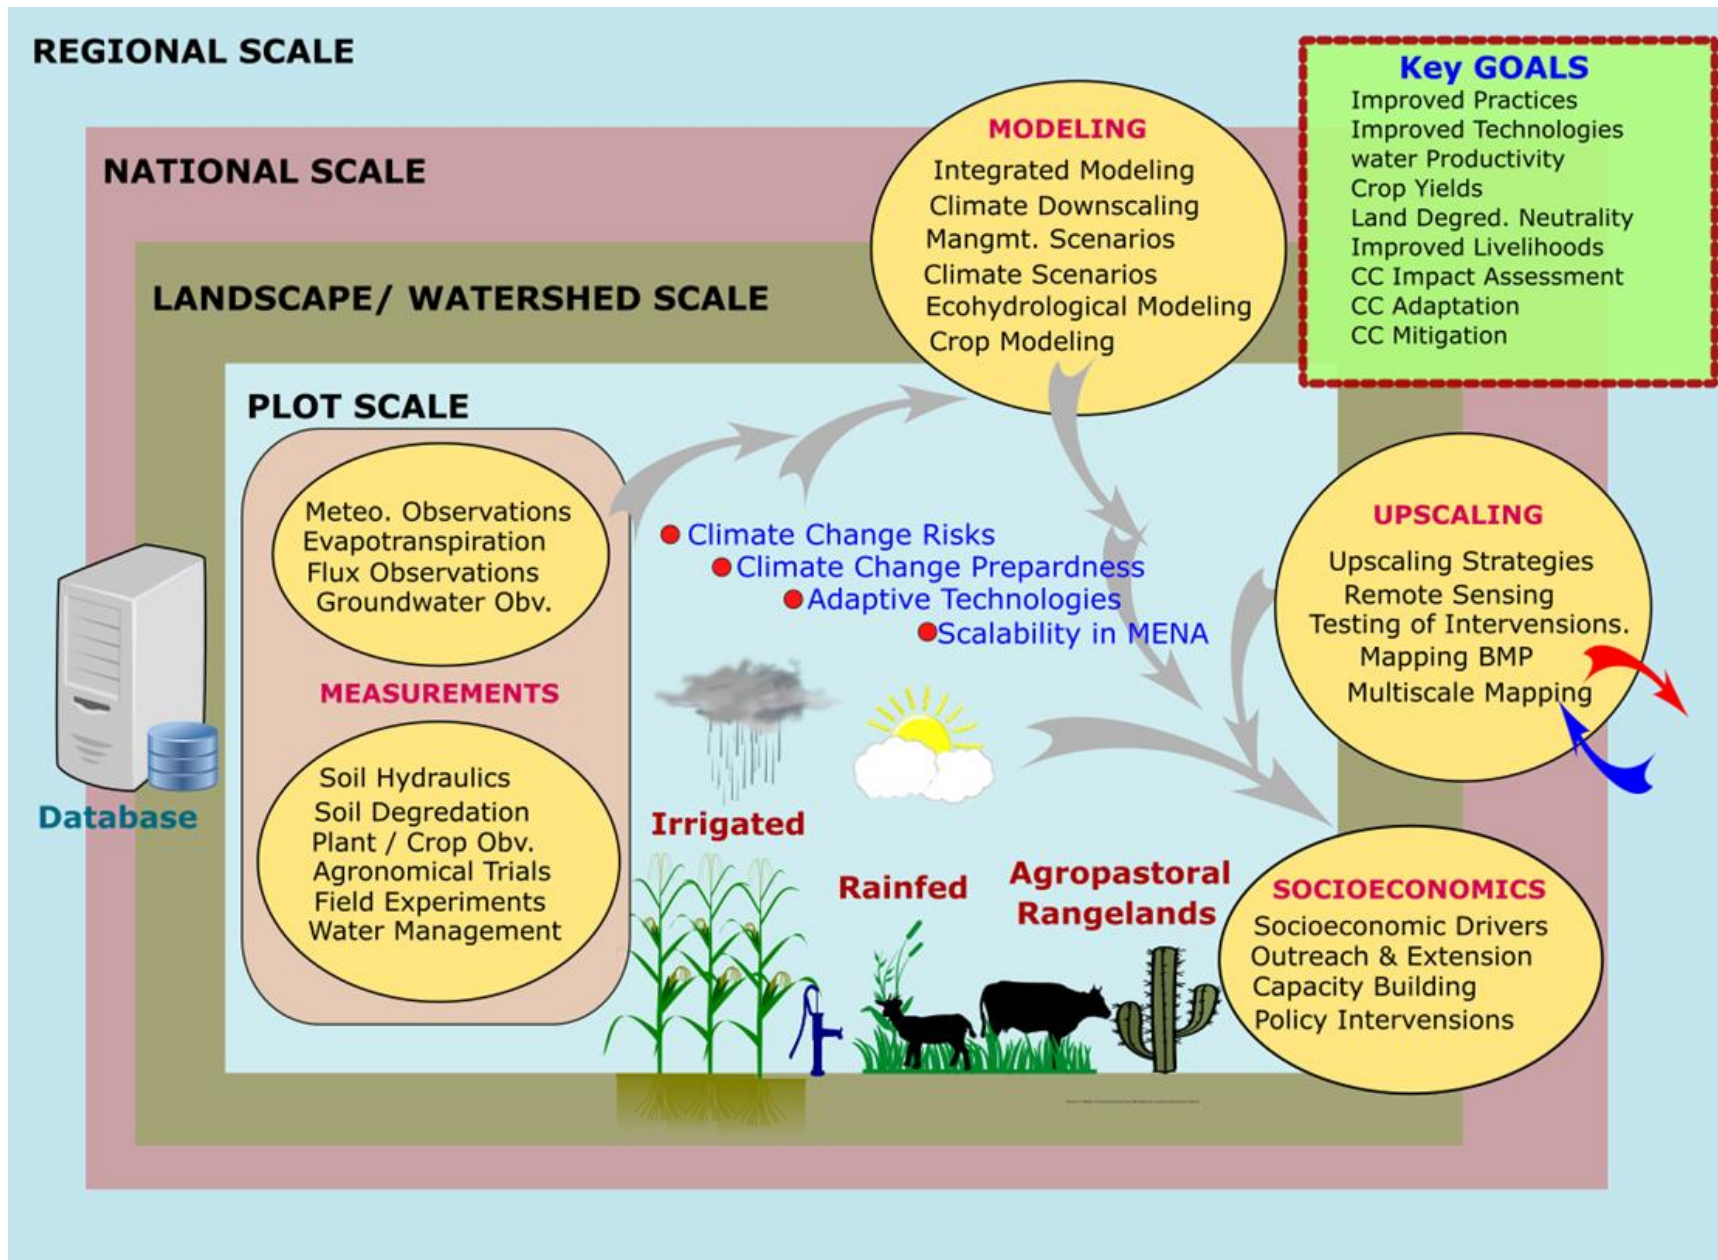 REGIONAL SCALE
Key GOALS
Improved Practices
Improved Technologies
water Productivity
Crop Yields
Land Degred. Neutrality
Improved Livelihoods
CC Impact Assessment
CC Adaptation
CC Mitigation
NATIONAL SCALE
MODELING
Integrated Modeling
Climate Downscaling
Mangmt. Scenarios
Climate Scenarios
Ecohydrological Modeling
Crop Modeling
LANDSCAPE/ WATERSHED SCALE
PLOT SCALE
Meteo. Observations
Evapotranspiration
Flux Observations
Groundwater Obv.
MEASUREMENTS
Soil Hydraulics
Soil Degredation
Plant / Crop Obv.
Agronomical Trials
Field Experiments
Water Management
Database
Climate Change Risks
Climate Change Prepardness
Adaptive Technologies
Scalability in MENA
UPSCALING
Upscaling Strategies
Remote Sensing
Testing of Intervensions.
Mapping BMP
Multiscale Mapping
Irrigated
Rainfed
Agropastoral
Rangelands
SOCIOECONOMICS
Socioeconomic Drivers
Outreach & Extension
Capacity Building
Policy Intervensions